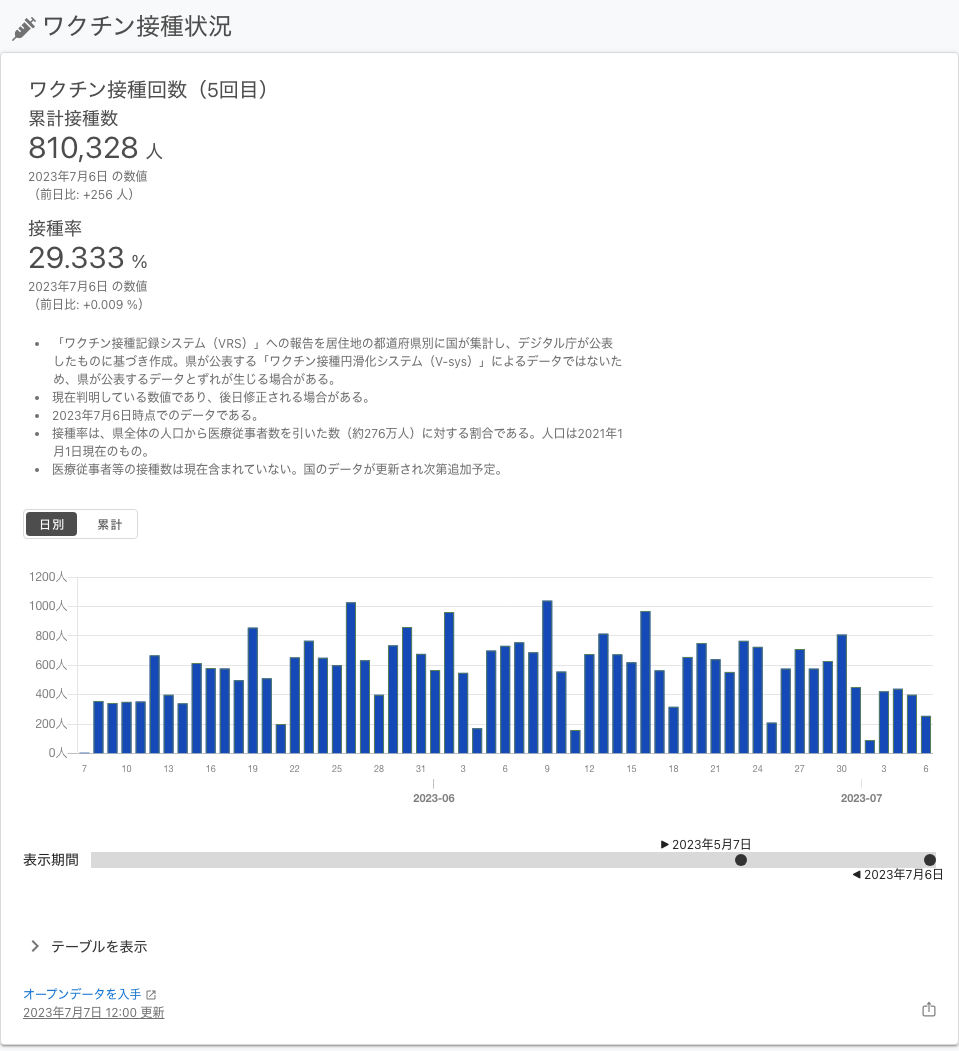 ワクチン接種状況
ワクチン接種回数（5回目）
累計接種数
810,328 人
2023年7月6日 の数値
（前日比: +256 人）
接種率
29.333 %
2023年7月6日 の数値
（前日比: +0.009 %）
• 「ワクチン接種記録システム（VRS）」への報告を居住地の都道府県別に国が集計し、デジタル庁が公表
したものに基づき作成。県が公表する「ワクチン接種円滑化システム（V-sys）」によるデータではないた
め、県が公表するデータとずれが生じる場合がある。
• 現在判明している数値であり、後日修正される場合がある。
• 2023年7月6日時点でのデータである。
• 接種率は、県全体の人口から医療従事者数を引いた数（約276万人）に対する割合である。人口は2021年1
月1日現在のもの。
• 医療従事者等の接種数は現在含まれていない。国のデータが更新され次第追加予定。
日別 累計
1200人
1000人
800人
600人
400人
200人
0人
7 10 13 16 19 22 25 28 31 3 6 9 12 15 18 21 24 27 30 3 6
2023-06 2023-07
▶ 2023年5月7日
表示期間
◀ 2023年7月6日
テーブルを表示
オープンデータを入手
2023年7月7日 12:00 更新